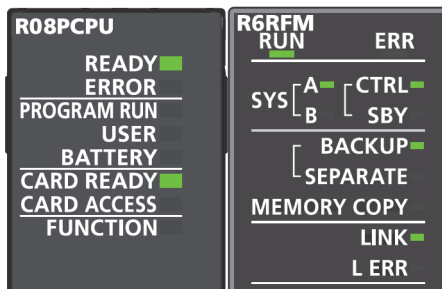 R08PCPU
READY
ERROR
PROGRAM RUN
USER
BATTERY
CARD READY
CARD ACCESS
FUNCTION
R6RFM
RUN ERR
SYS A CTRL
B SBY
BACKUP
SEPARATE
MEMORY COPY
LINK
L ERR